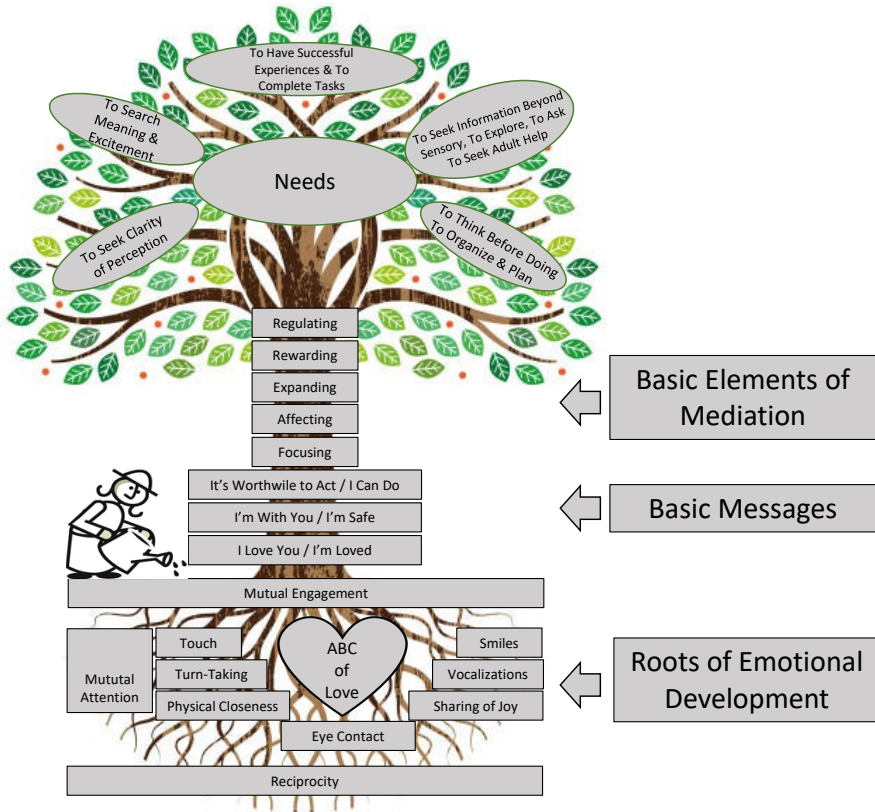 To Have Successful
Experiences & To
Complete Tasks
To Search
Meaning &
Excitement
To Seek Information Beyond
Sensory, To Explore, To Ask
To Seek Adult Help
Needs
To Seek Clarity
of Perception
To Think Before Doing
To Organize & Plan
Regulating
Rewarding
Expanding
Affecting
Focusing
Basic Elements of
Mediation
It's Worthwile to Act / I Can Do
I'm With You / I'm Safe
I Love You / I'm Loved
Basic Messages
Mutual Engagement
Mututal
Attention
Touch
Turn-Taking
Physical Closeness
ABC
of
Love
Smiles
Vocalizations
Sharing of Joy
Eye Contact
Roots of Emotional
Development
Reciprocity